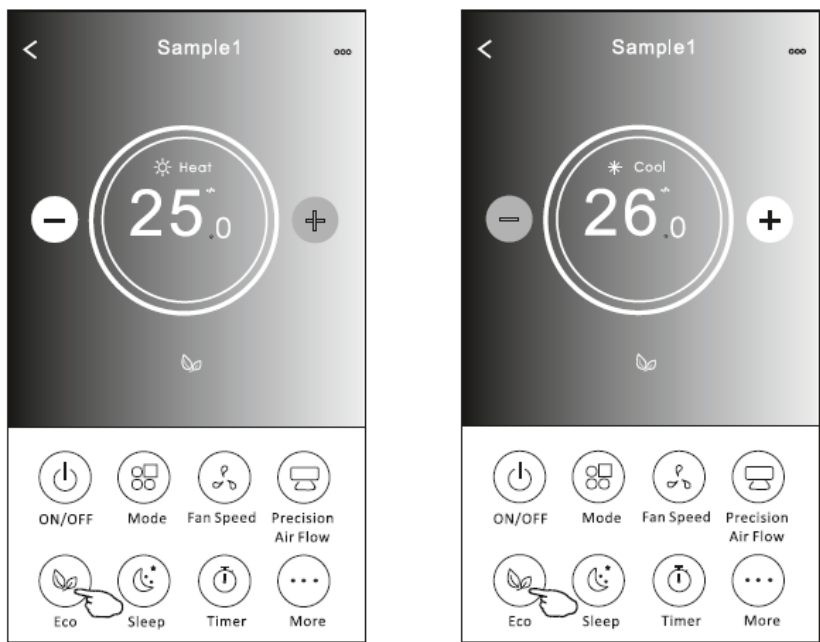 Sample1
Heat
25.0
ON/OFF Mode Fan Speed Precision
Air Flow
Eco Sleep Timer More
Sample1
Cool
26.0
ON/OFF Mode Fan Speed Precision
Air Flow
Eco Sleep Timer More